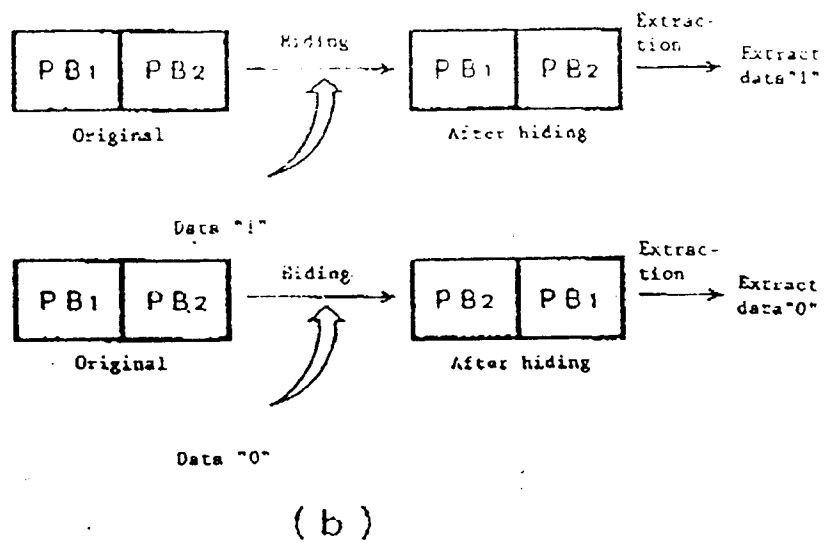 Hiding
Extrac-
tion
PB1 PB2
PB1 PB2
Extract
data"1"
Original
After hiding
Data "1"
Hiding
Extrac-
tion
PB1 PB2
PB2 PB1
Extract
data"0"
Original
After hiding
Data "0"
(b)